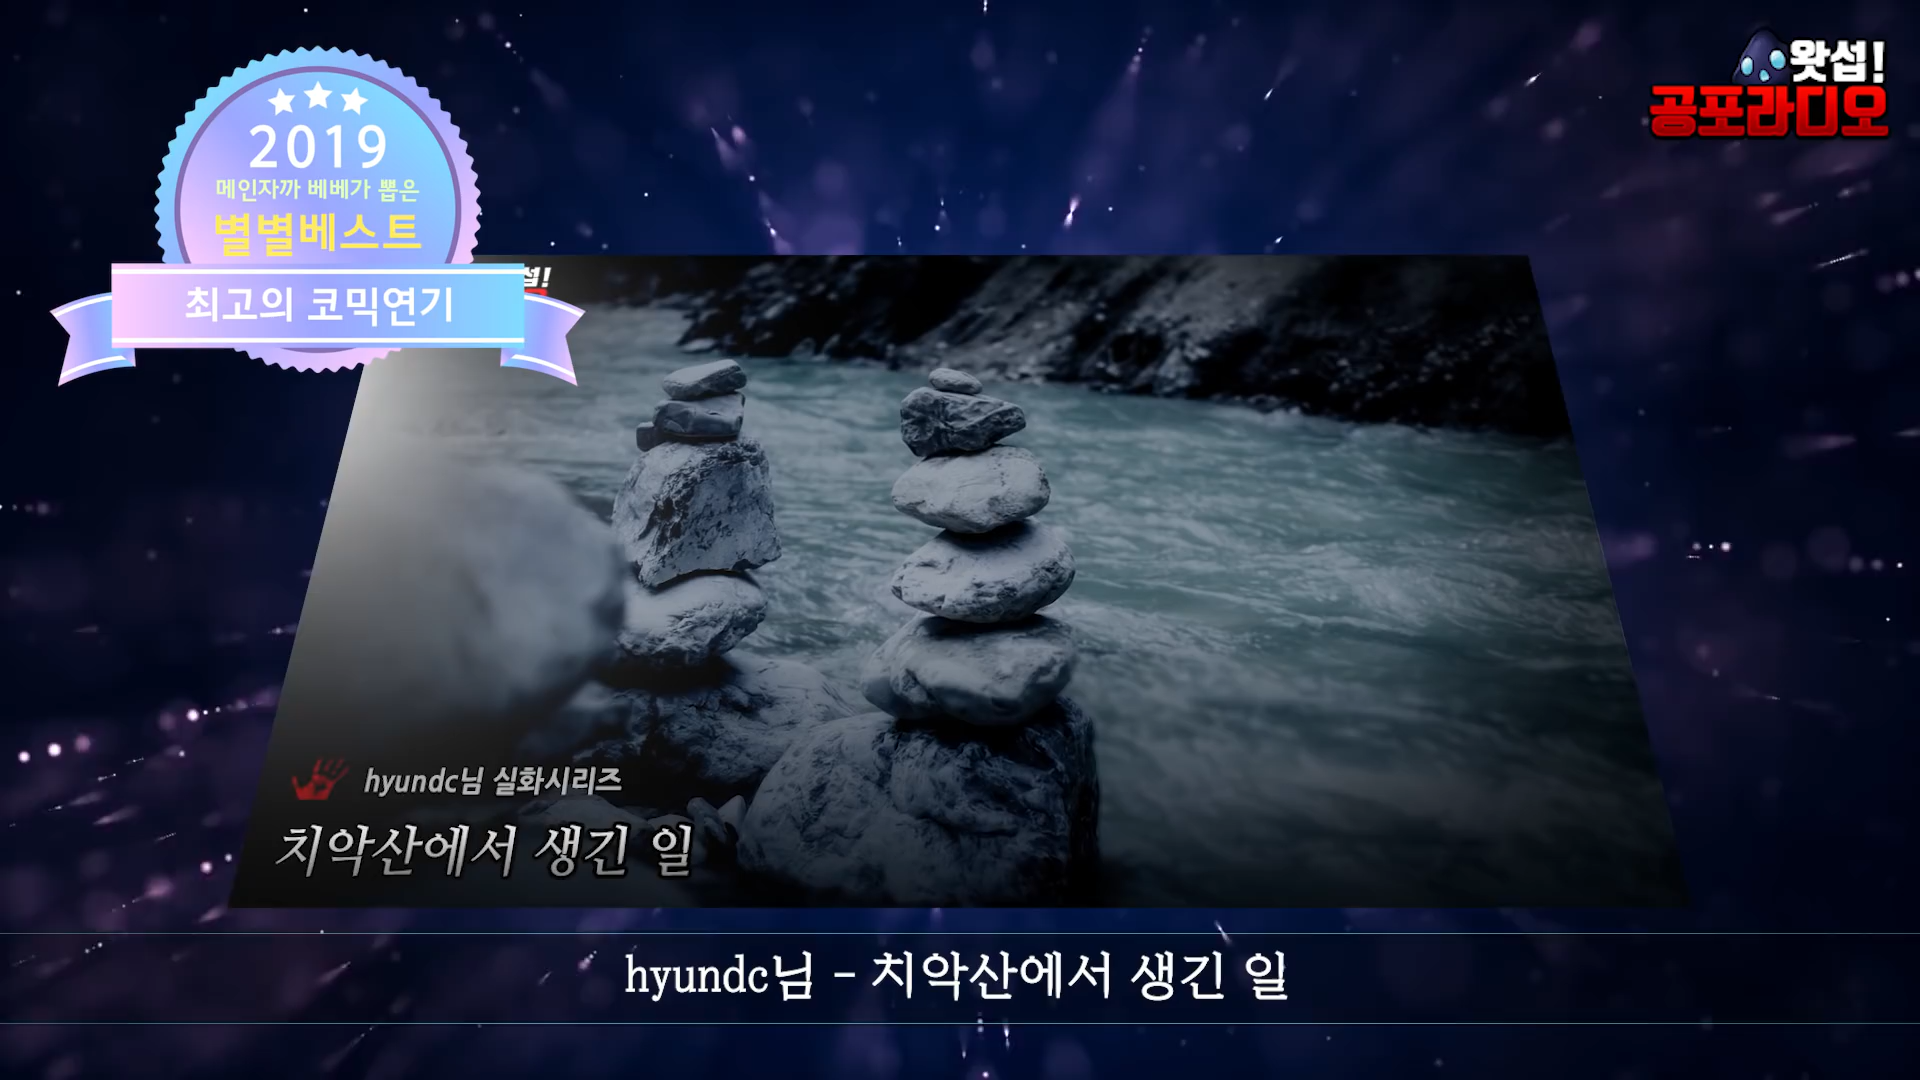 2019
메인자까 베베가 뽑은
별별베스트
최고의 코믹연기
왓섭!
공포라디오
섭!
hyundc님 실화시리즈
치악산에서 생긴 일
hyundc님 - 치악산에서 생긴 일